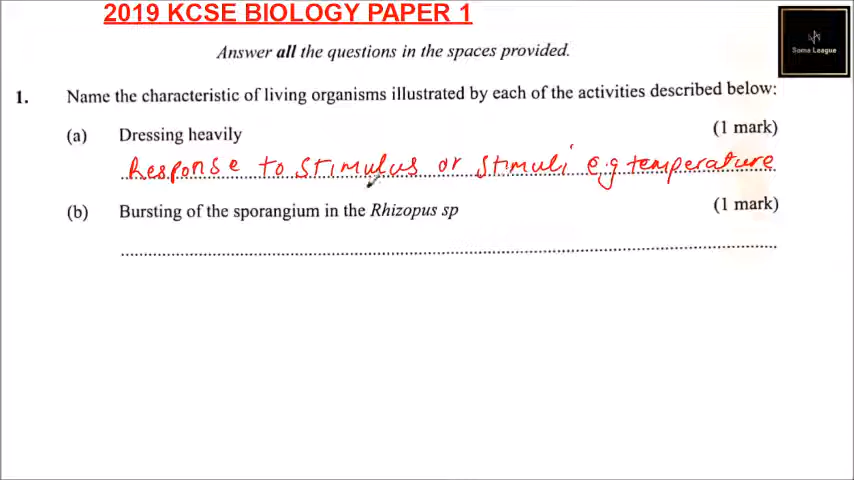 2019 KCSE BIOLOGY PAPER 1
Some League
Answer all the questions in the spaces provided.
1. Name the characteristic of living organisms illustrated by each of the activities described below:
(a) Dressing heavily (1 mark)
Response to stimulus or stimuli e.g temperature
(b) Bursting of the sporangium in the Rhizopus sp (1 mark)